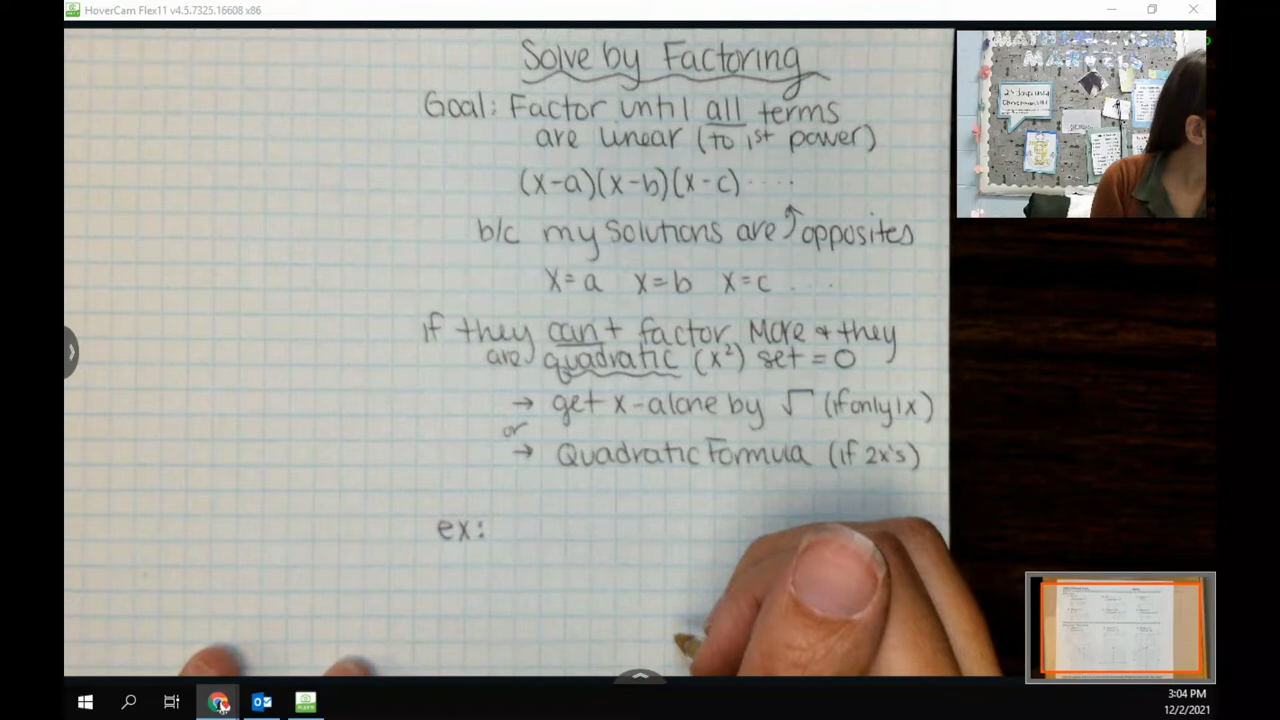 HoverCam Flex11 v4.5.7325.16608 x86
Solve by Factoring
Goal: Factor until all terms
are linear (to 1st power)
(x-a)(x-b)(x-c) ....
b/c my solutions are opposites
x=a x=b x=c ....
if they can't factor more & they
are quadratic (x²) set = 0
→ get x-alone by √ (if only 1 x)
or
→ Quadratic Formula (if 2x's)
ex:
3:04 PM
12/2/2021